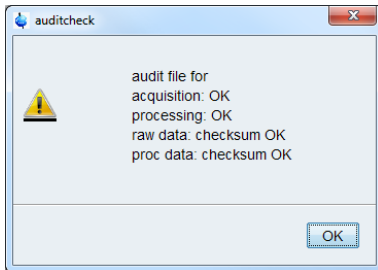 auditcheck
audit file for
acquisition: OK
processing: OK
raw data: checksum OK
proc data: checksum OK
OK